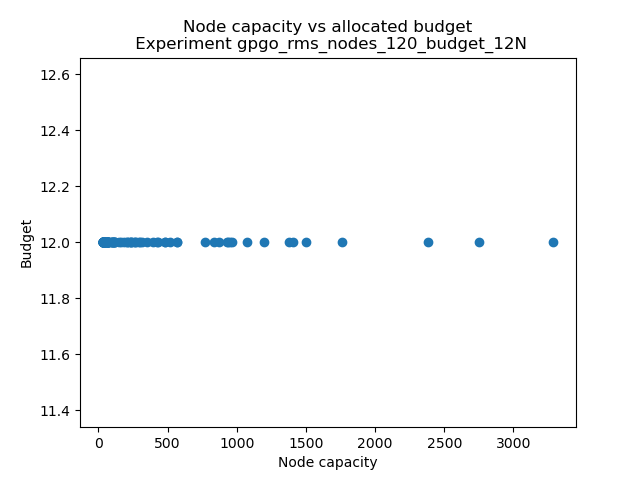 Node capacity vs allocated budget
Experiment gpgo_rms_nodes_120_budget_12N
12.6
12.4
12.2
12.0
11.8
11.6
11.4
Budget
0 500 1000 1500 2000 2500 3000
Node capacity